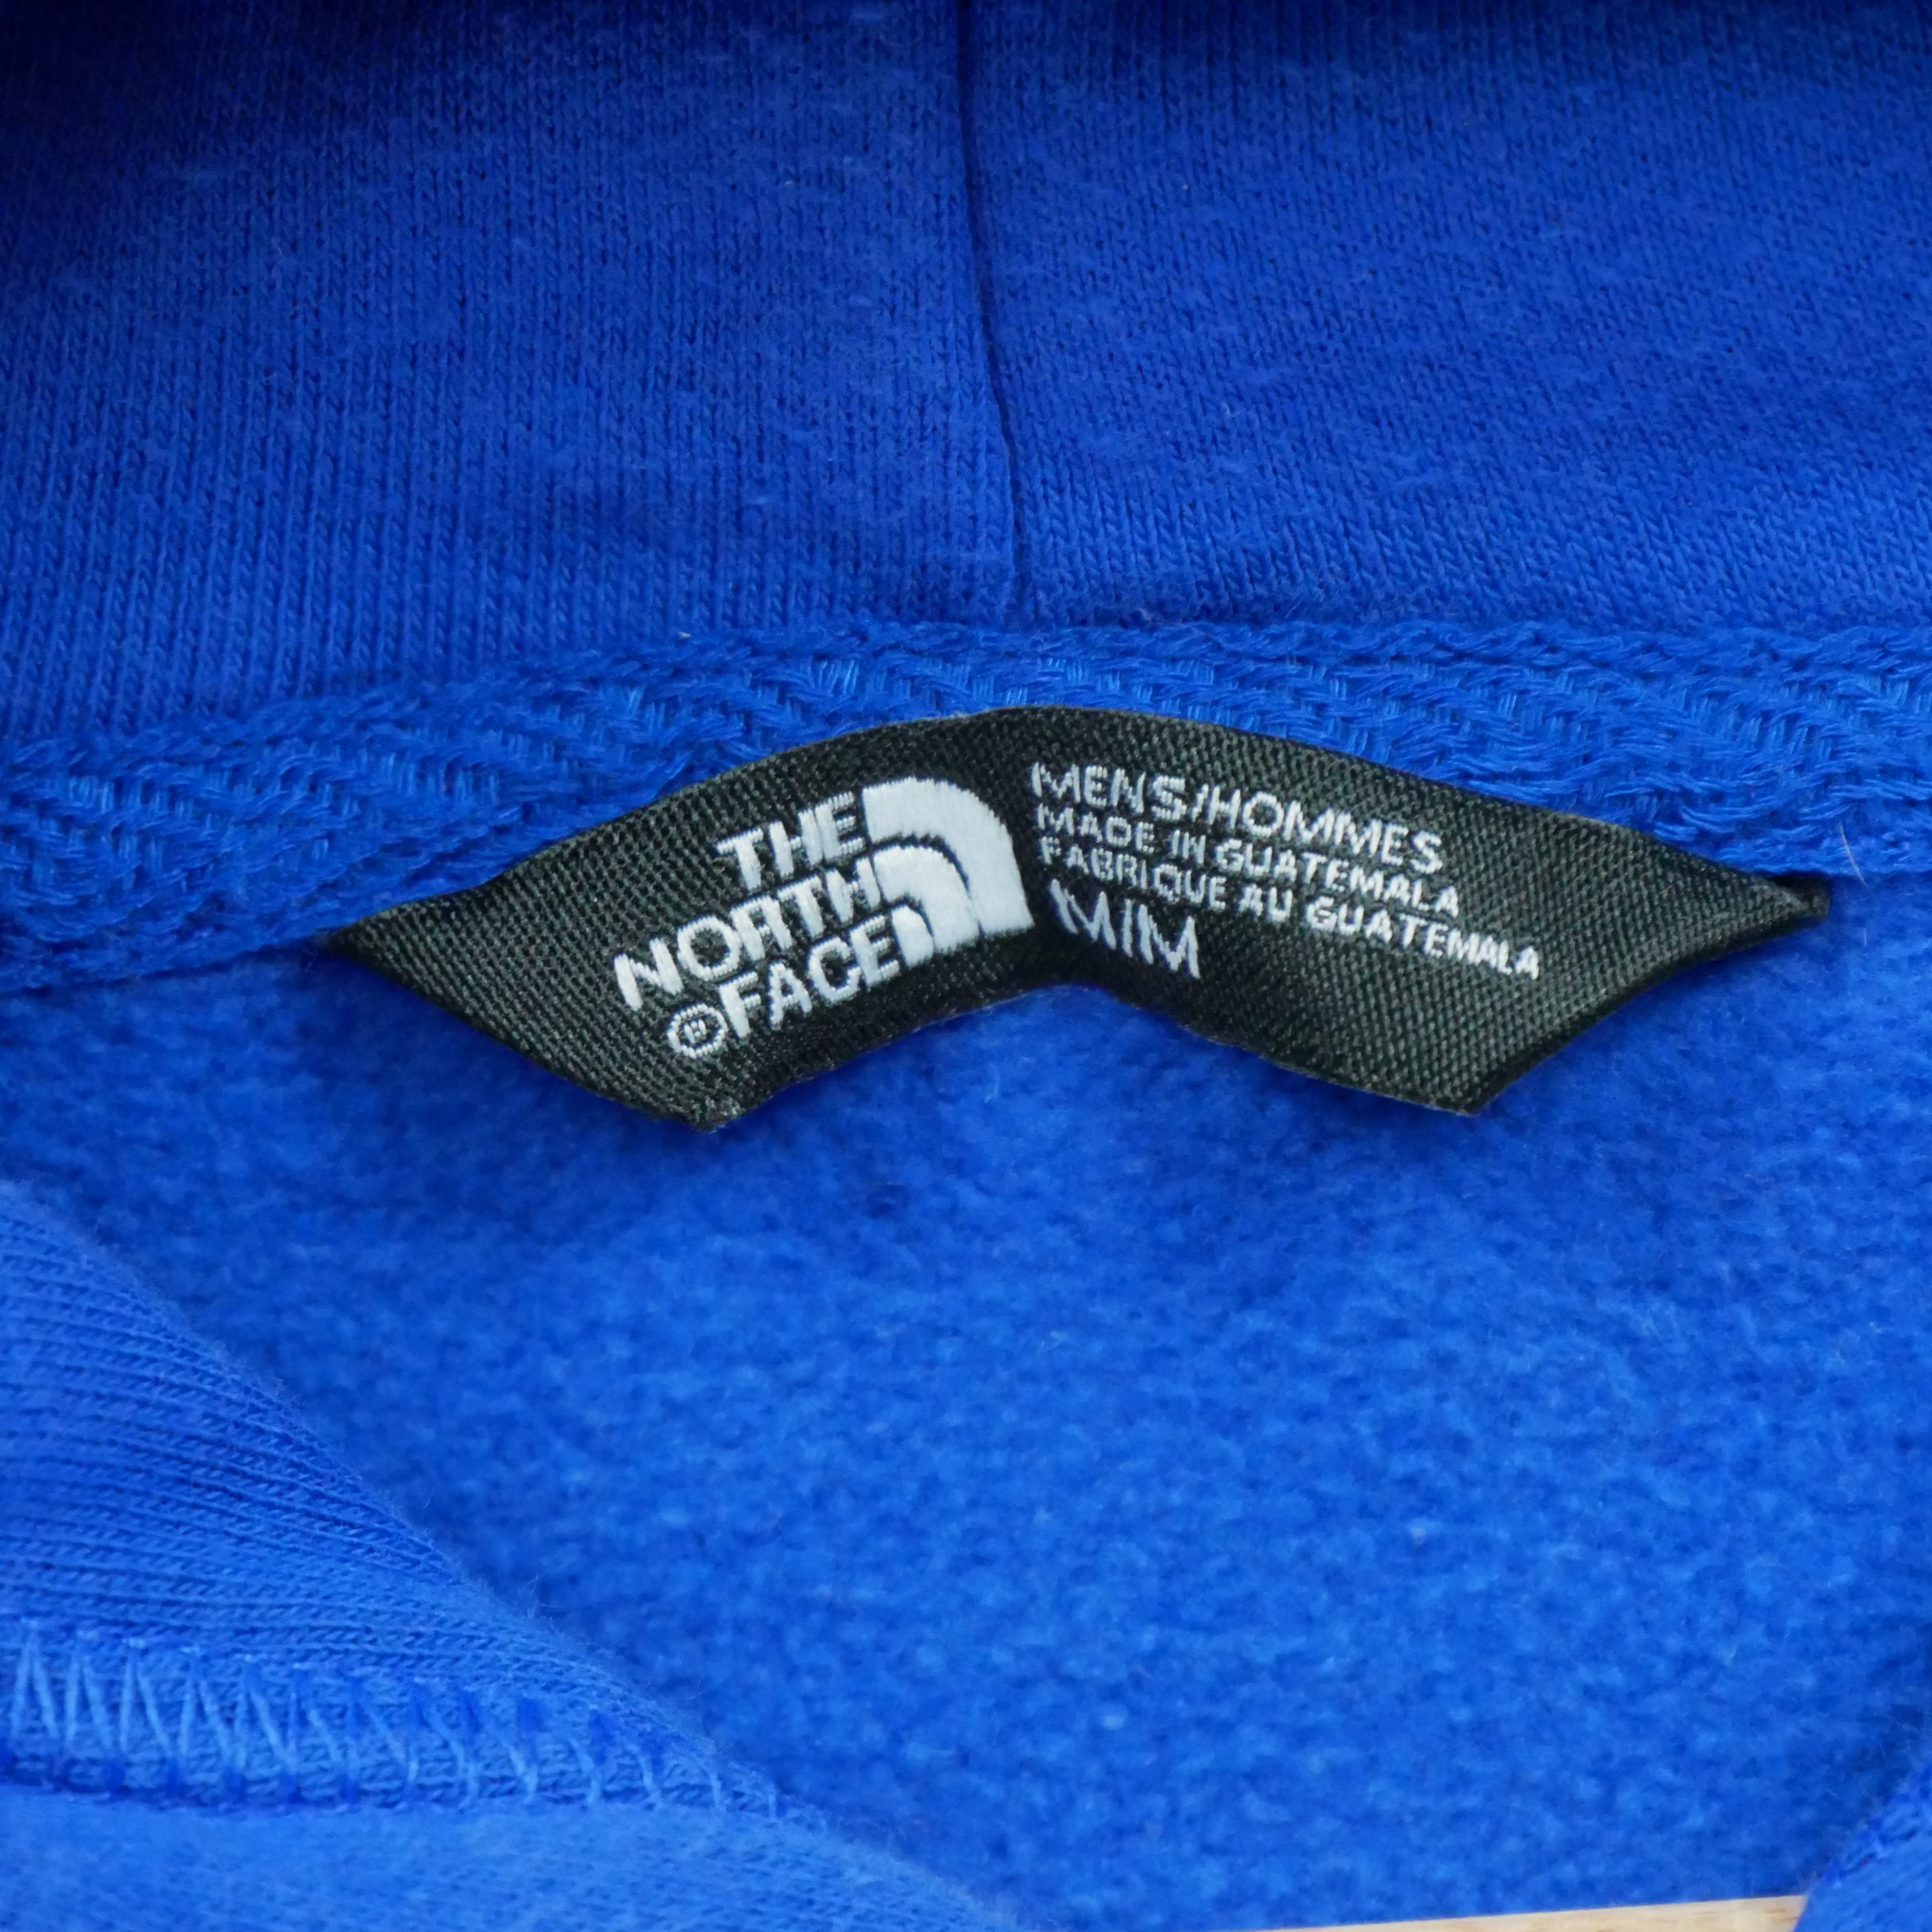 THE
NORTH
®FACE
MENS/HOMMES
MADE IN GUATEMALA
FABRIQUE AU GUATEMALA
M/M